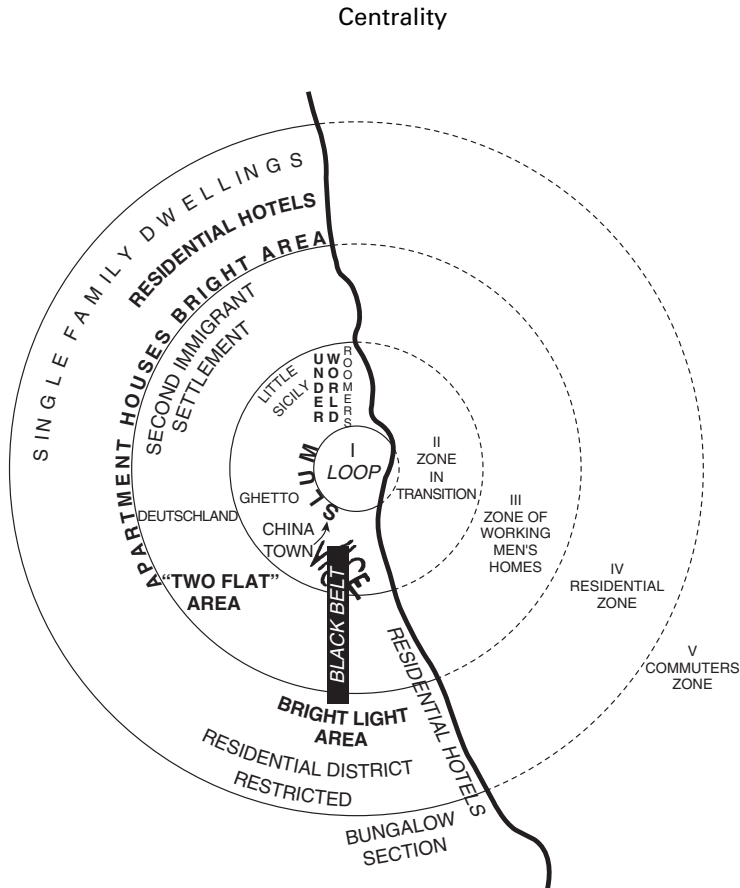 Centrality
SINGLE FAMILY DWELLINGS
RESIDENTIAL HOTELS
APARTMENT HOUSES BRIGHT AREA
SECOND IMMIGRANT
SETTLEMENT
LITTLE
SICILY
UNDER
WORLD
ROOMERS
I
LOOP
II
ZONE
IN
TRANSITION
III
ZONE OF
WORKING
MEN'S
HOMES
IV
RESIDENTIAL
ZONE
V
COMMUTERS
ZONE
SLUM
GHETTO
DEUTSCHLAND
CHINA
TOWN
VICE
VICE
BLACK BELT
“TWO FLAT”
AREA
BRIGHT LIGHT
AREA
RESIDENTIAL HOTELS
RESIDENTIAL DISTRICT
RESTRICTED
BUNGALOW
SECTION